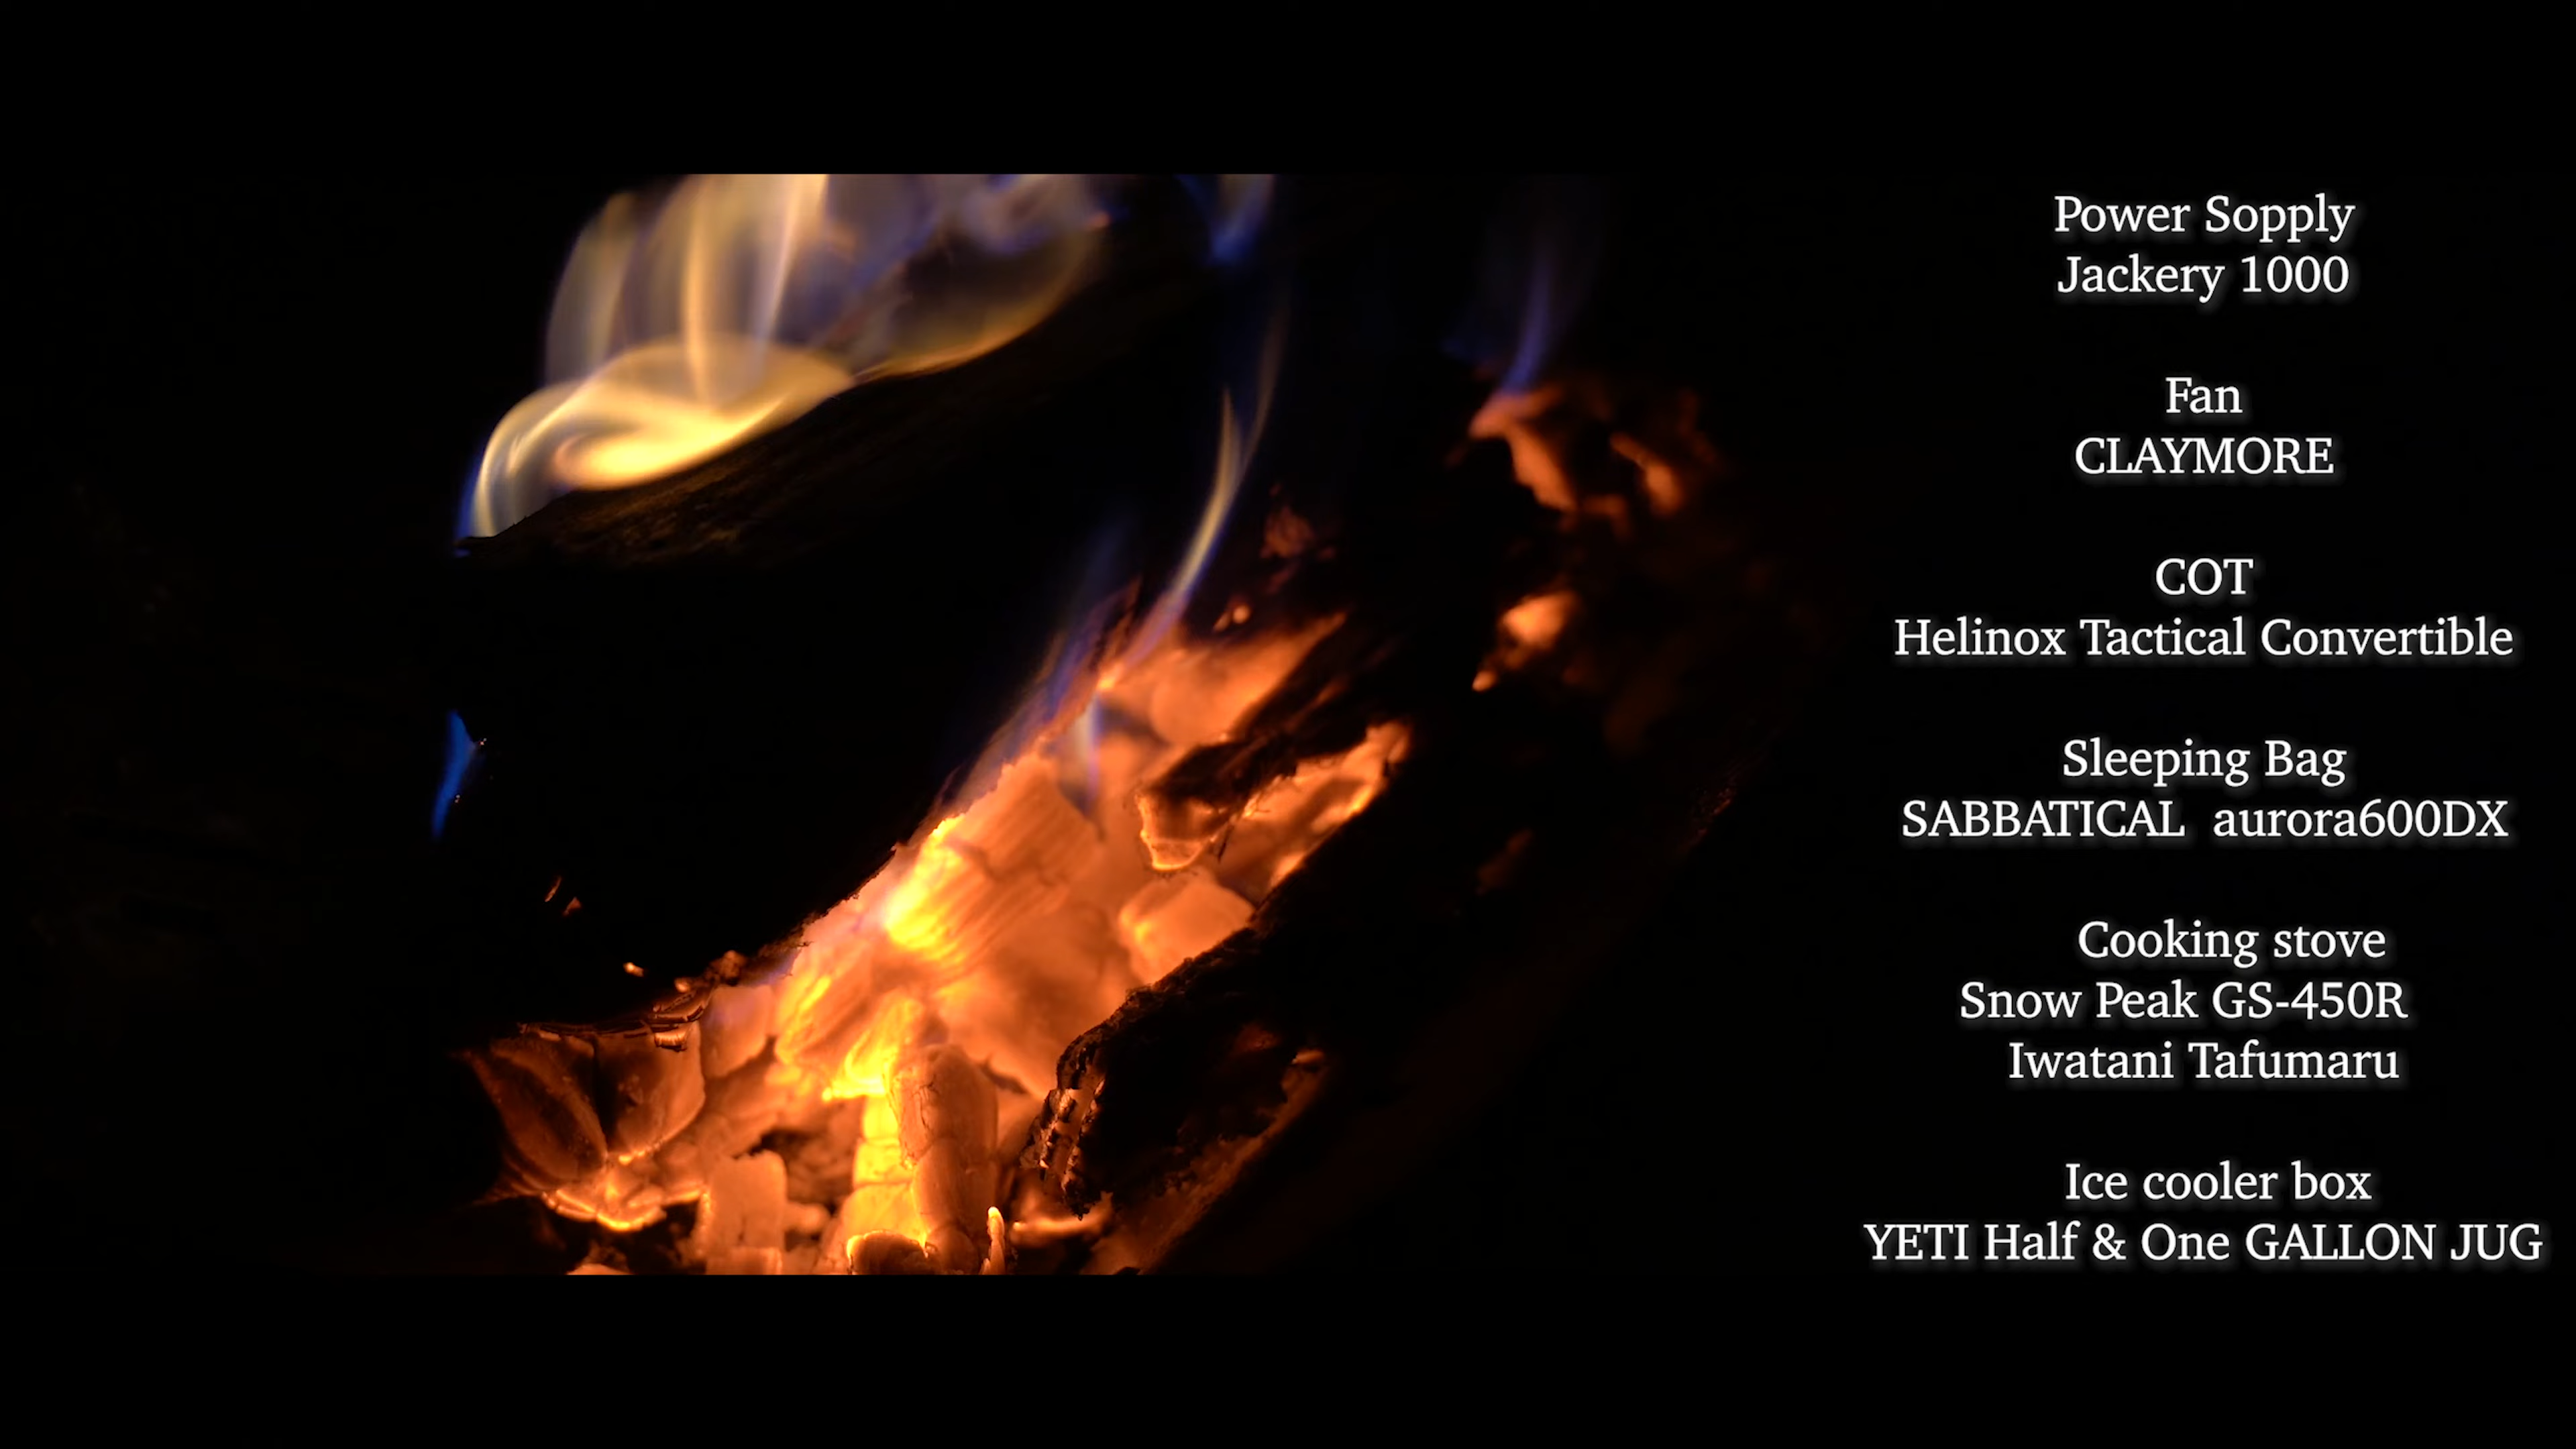 Power Sopply
Jackery 1000
Fan
CLAYMORE
COT
Helinox Tactical Convertible
Sleeping Bag
SABBATICAL aurora600DX
Cooking stove
Snow Peak GS-450R
Iwatani Tafumaru
Ice cooler box
YETI Half & One GALLON JUG